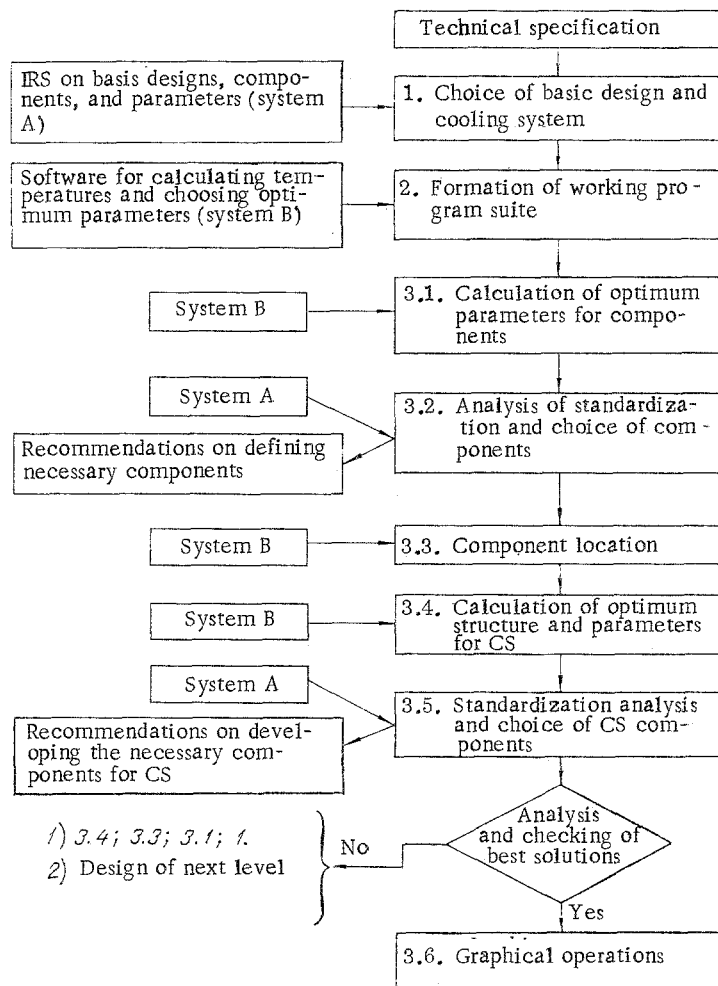 Technical specification
IRS on basis designs, compo-
nents, and parameters (system
A)
1. Choice of basic design and
cooling system
Software for calculating tem-
peratures and choosing opti-
mum parameters (system B)
2. Formation of working pro-
gram suite
System B
3.1. Calculation of optimum
parameters for compo-
nents
System A
3.2. Analysis of standardiza-
tion and choice of com-
ponents
Recommendations on defining
necessary components
System B
3.3. Component location
System B
3.4. Calculation of optimum
structure and parameters
for CS
System A
3.5. Standardization analysis
and choice of CS com-
ponents
Recommendations on devel-
oping the necessary com-
ponents for CS
Analysis
and checking of
best solutions
1) 3.4; 3.3; 3.1; 1.
2) Design of next level
No
Yes
3.6. Graphical operations